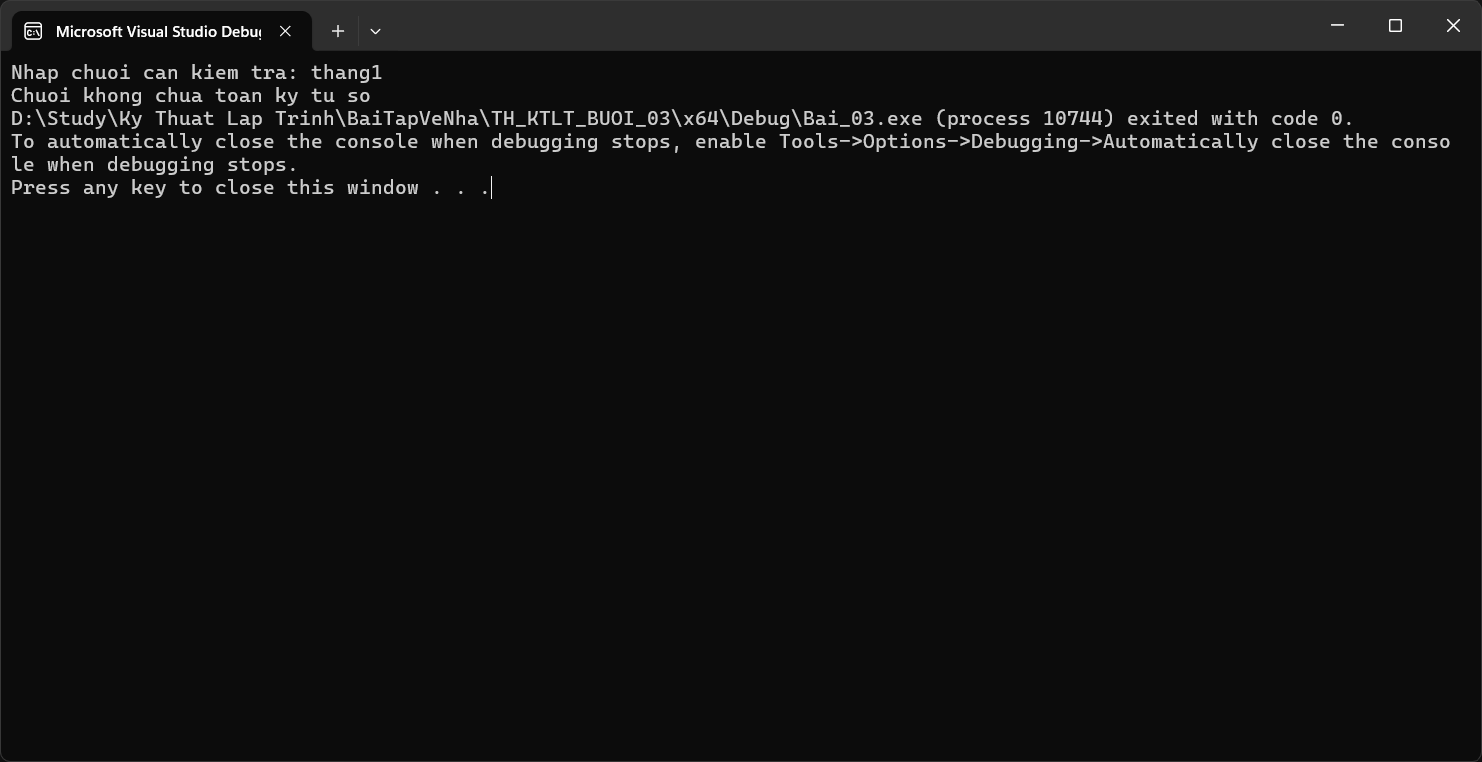 Microsoft Visual Studio Debu
Nhap chuoi can kiem tra: thang1
Chuoi khong chua toan ky tu so
D:\Study\Ky Thuat Lap Trinh\BaiTapVeNha\TH_KTLT_BUOI_03\x64\Debug\Bai_03.exe (process 10744) exited with code 0.
To automatically close the console when debugging stops, enable Tools->Options->Debugging->Automatically close the conso
le when debugging stops.
Press any key to close this window . . .